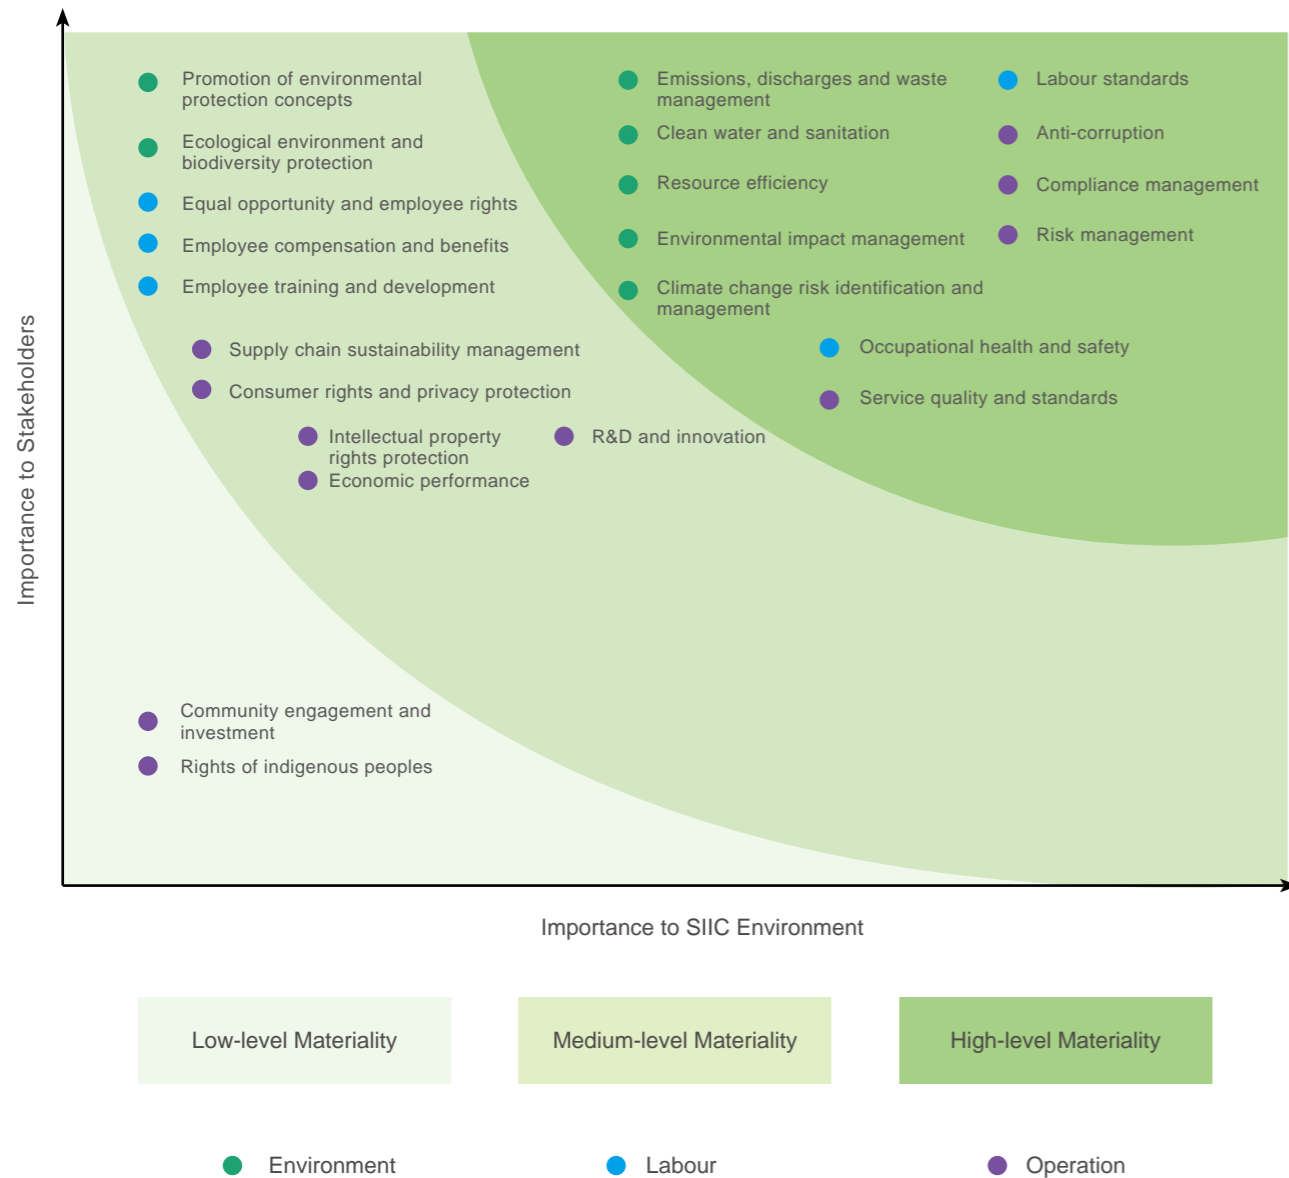 Importance to Stakeholders
Promotion of environmental
protection concepts
Ecological environment and
biodiversity protection
Equal opportunity and employee rights
Employee compensation and benefits
Employee training and development
Supply chain sustainability management
Consumer rights and privacy protection
Intellectual property
rights protection
Economic performance
R&D and innovation
Emissions, discharges and waste
management
Clean water and sanitation
Resource efficiency
Environmental impact management
Climate change risk identification and
management
Labour standards
Anti-corruption
Compliance management
Risk management
Occupational health and safety
Service quality and standards
Community engagement and
investment
Rights of indigenous peoples
Importance to SIIC Environment
Low-level Materiality
Medium-level Materiality
High-level Materiality
Environment
Labour
Operation